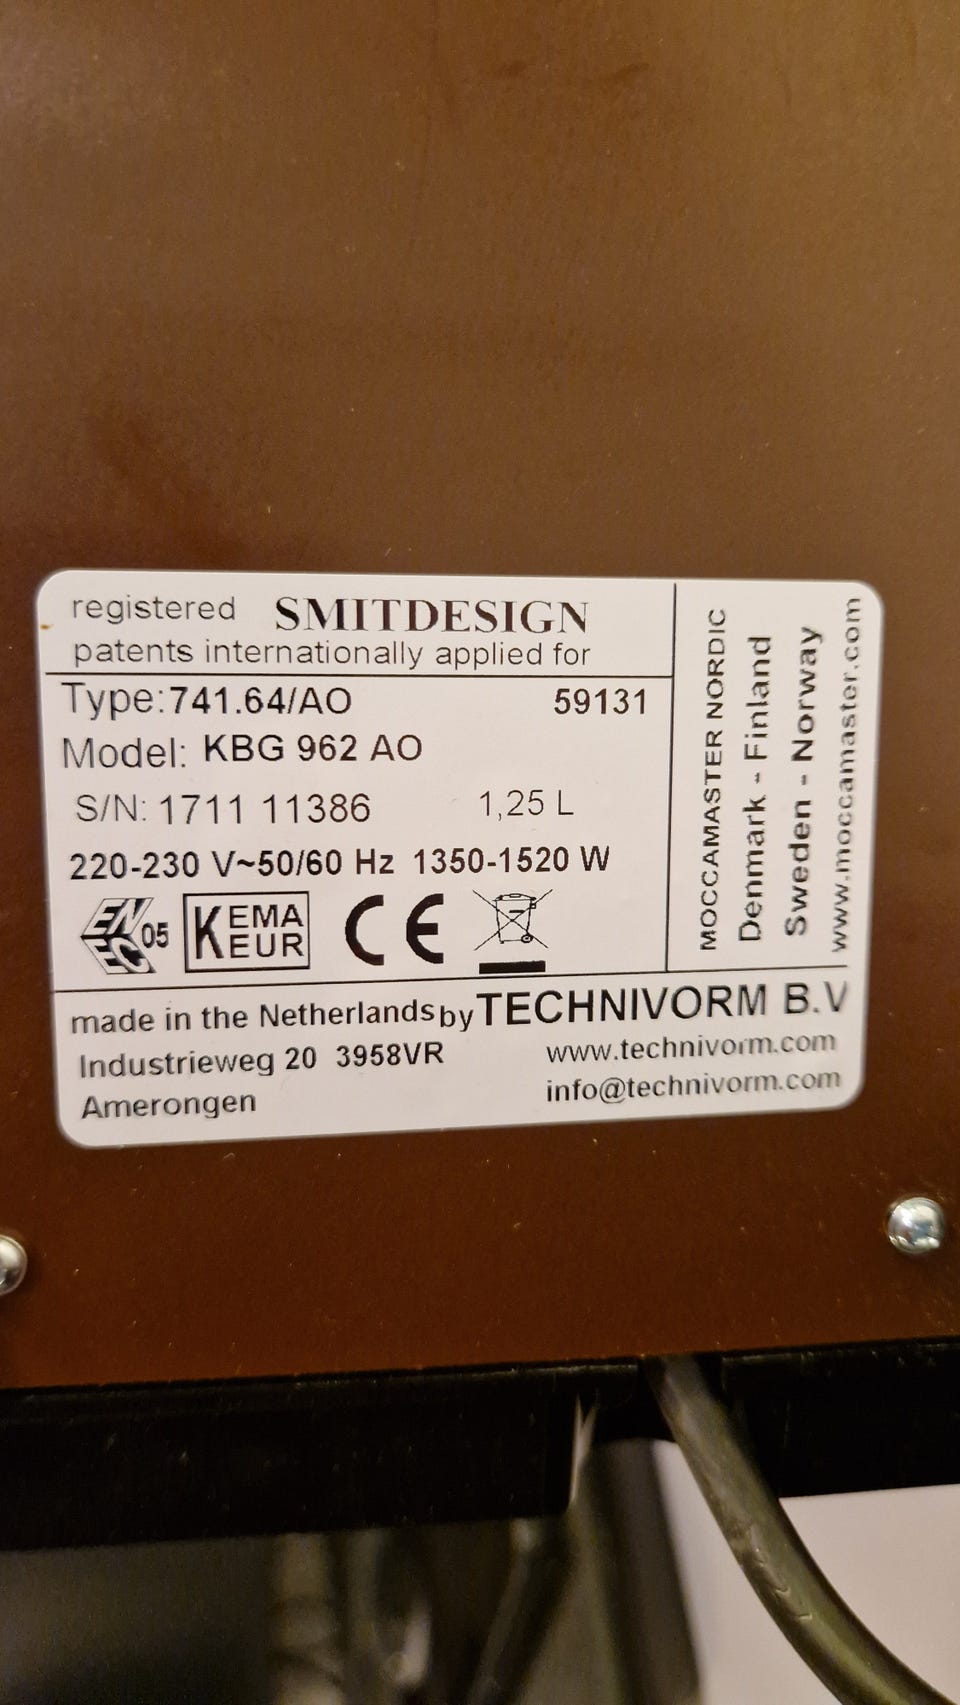 registered SMITDESIGN
patents internationally applied for
Type:741.64/AO 59131
Model: KBG 962 AO
S/N: 1711 11386 1,25 L
220-230 V~50/60 Hz 1350-1520 W
EN
EC 05
KEMA
KEUR
CE
MOCCAMASTER NORDIC
Denmark - Finland
Sweden - Norway
www.moccamaster.com
made in the Netherlands by TECHNIVORM B.V
Industrieweg 20 3958VR www.technivorm.com
Amerongen info@technivorm.com